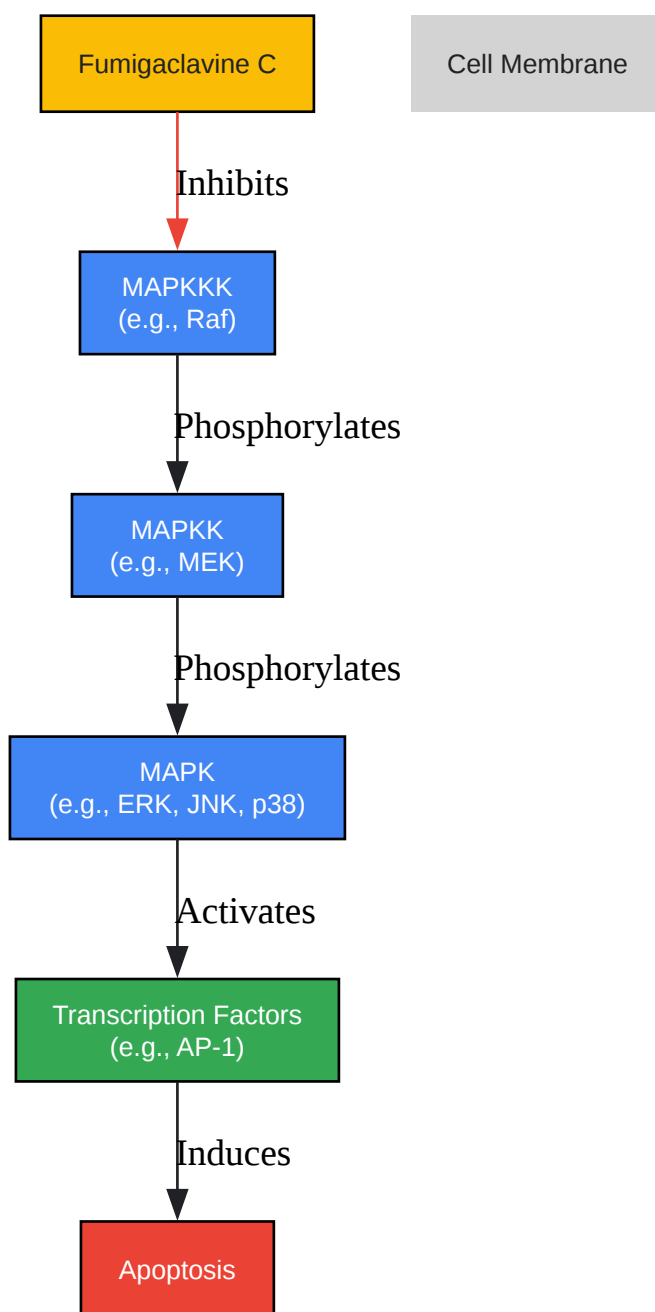 Fumigaclavine C
Cell Membrane
Inhibits
MAPKKK
(e.g., Raf)
Phosphorylates
MAPKK
(e.g., MEK)
Phosphorylates
MAPK
(e.g., ERK, JNK, p38)
Activates
Transcription Factors
(e.g., AP-1)
Induces
Apoptosis